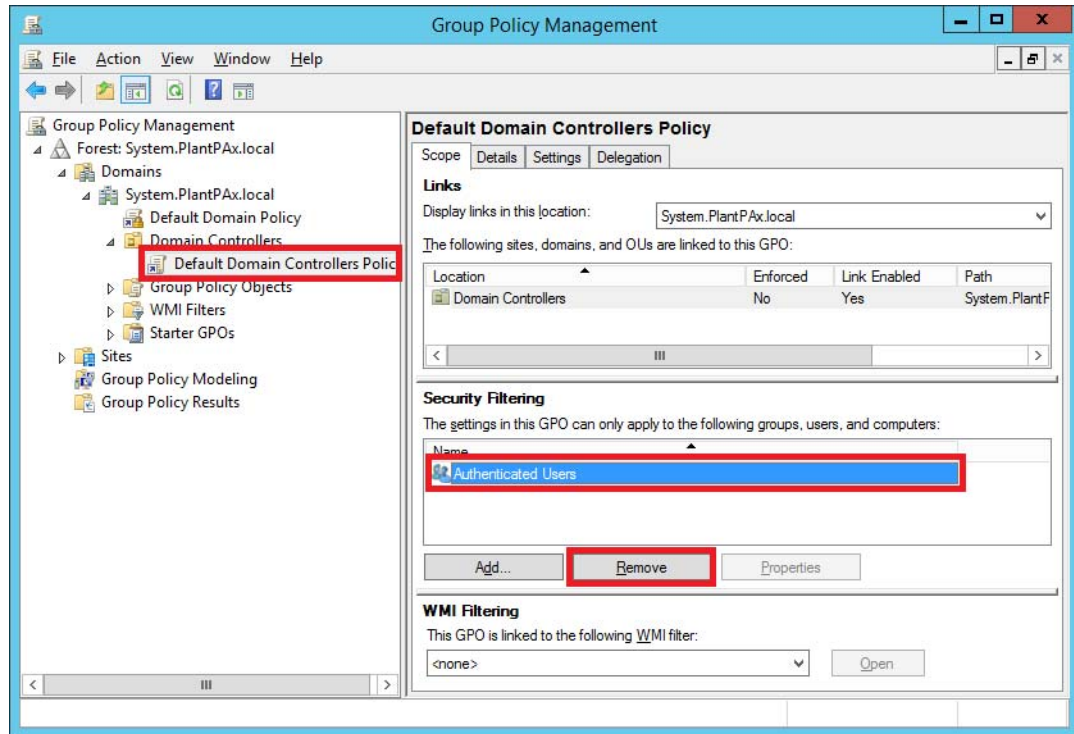 Group Policy Management
File Action View Window Help
Group Policy Management
Forest: System.PlantPAx.local
Domains
System.PlantPAx.local
Default Domain Policy
Domain Controllers
Default Domain Controllers Polic
Group Policy Objects
WMI Filters
Starter GPOs
Sites
Group Policy Modeling
Group Policy Results
Default Domain Controllers Policy
Scope Details Settings Delegation
Links
Display links in this location: System.PlantPAx.local
The following sites, domains, and OUs are linked to this GPO:
Location Enforced Link Enabled Path
Domain Controllers No Yes System.PlantP
Security Filtering
The settings in this GPO can only apply to the following groups, users, and computers:
Name
Authenticated Users
Add... Remove Properties
WMI Filtering
This GPO is linked to the following WMI filter:
<none> Open